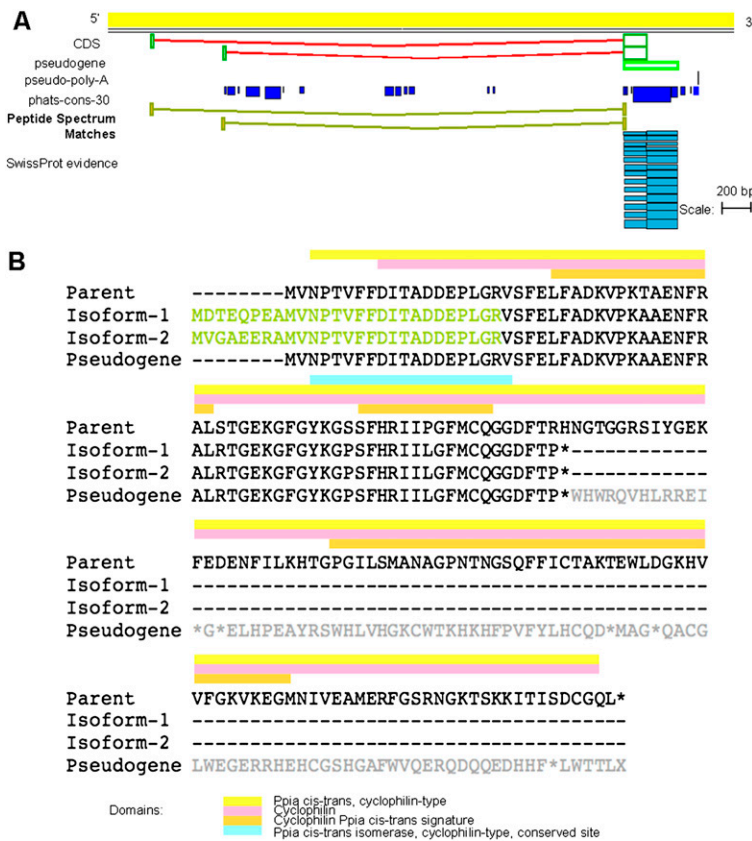 A
5'
3
CDS
pseudogene
pseudo-poly-A
phats-cons-30
Peptide Spectrum
Matches
SwissProt evidence
Scale:
200 bp
B
Parent --------MVNPTVFFDITADDEPLGRVSFELFADKVPKTAENFR
Isoform-1 MDTEQPEAMVNPTVFFDITADDEPLGRVSFELFADKVPKAAENFR
Isoform-2 MVGAEERAMVNPTVFFDITADDEPLGRVSFELFADKVPKAAENFR
Pseudogene --------MVNPTVFFDITADDEPLGRVSFELFADKVPKAAENFR
Parent ALSTGEKGFGYKGSSFHRIIPGFMCQGGDFTRHNGTGGRSIYGEK
Isoform-1 ALRTGEKGFGYKGPSFHRIILGFMCQGGDFTP*-------------
Isoform-2 ALRTGEKGFGYKGPSFHRIILGFMCQGGDFTP*-------------
Pseudogene ALRTGEKGFGYKGPSFHRIILGFMCQGGDFTP*WHWRQVHLRREI
Parent FEDENFILKHTGPGILSMANAGPNTNGSQFFICTAKTEWLDGKHV
Isoform-1 ---------------------------------------------
Isoform-2 ---------------------------------------------
Pseudogene *G*ELHPEAYRSWHLVHGKCWTKHKHFPVFYLHCQD*MAG*QACG
Parent VFGKVKEGMNIVEAMERFGSRNGKTSKKITISDCGQL*
Isoform-1 --------------------------------------
Isoform-2 --------------------------------------
Pseudogene LWEGERRHEHCGSHGAFWVQERQDQQEDHHF*LWTTLX
Domains:
Ppia cis-trans, cyclophilin-type
Cyclophilin
Cyclophilin Ppia cis-trans signature
Ppia cis-trans isomerase, cyclophilin-type, conserved site